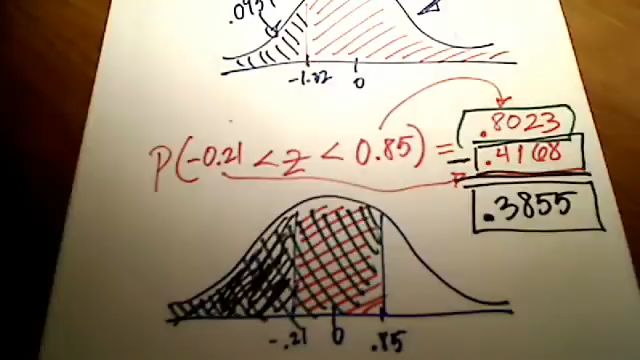 .0934
-1.32 0
P(-0.21 < z < 0.85) = .8023
- .4168
.3855
-.21 0 .85